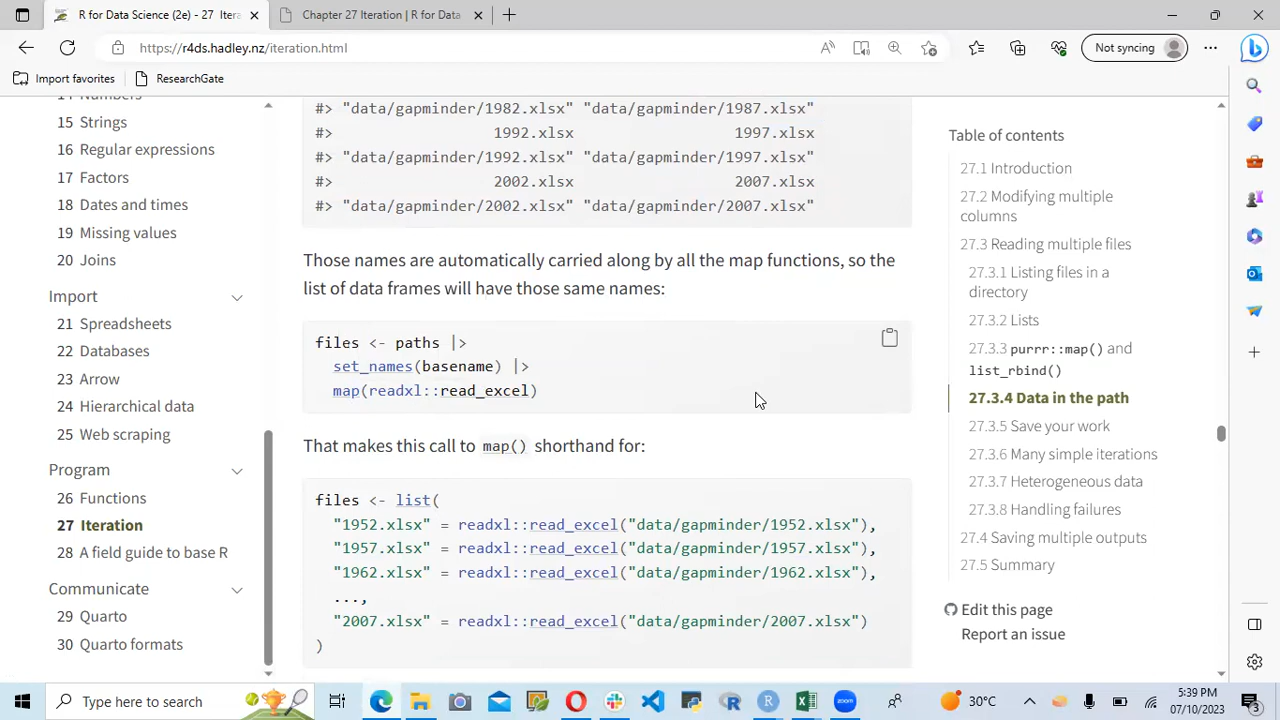 R for Data Science (2e) - 27 Itera
Chapter 27 Iteration | R for Data
https://r4ds.hadley.nz/iteration.html
Not syncing
Import favorites
ResearchGate
14 Numbers
15 Strings
16 Regular expressions
17 Factors
18 Dates and times
19 Missing values
20 Joins
Import
21 Spreadsheets
22 Databases
23 Arrow
24 Hierarchical data
25 Web scraping
Program
26 Functions
27 Iteration
28 A field guide to base R
Communicate
29 Quarto
30 Quarto formats
#> "data/gapminder/1982.xlsx" "data/gapminder/1987.xlsx"
#> 1992.xlsx 1997.xlsx
#> "data/gapminder/1992.xlsx" "data/gapminder/1997.xlsx"
#> 2002.xlsx 2007.xlsx
#> "data/gapminder/2002.xlsx" "data/gapminder/2007.xlsx"
Those names are automatically carried along by all the map functions, so the
list of data frames will have those same names:
files <- paths |>
set_names(basename) |>
map(readxl::read_excel)
That makes this call to map() shorthand for:
files <- list(
"1952.xlsx" = readxl::read_excel("data/gapminder/1952.xlsx"),
"1957.xlsx" = readxl::read_excel("data/gapminder/1957.xlsx"),
"1962.xlsx" = readxl::read_excel("data/gapminder/1962.xlsx"),
...,
"2007.xlsx" = readxl::read_excel("data/gapminder/2007.xlsx")
)
Table of contents
27.1 Introduction
27.2 Modifying multiple
columns
27.3 Reading multiple files
27.3.1 Listing files in a
directory
27.3.2 Lists
27.3.3 purrr::map() and
list_rbind()
27.3.4 Data in the path
27.3.5 Save your work
27.3.6 Many simple iterations
27.3.7 Heterogeneous data
27.3.8 Handling failures
27.4 Saving multiple outputs
27.5 Summary
Edit this page
Report an issue
Type here to search
zoom
30°C
5:39 PM
07/10/2023
3